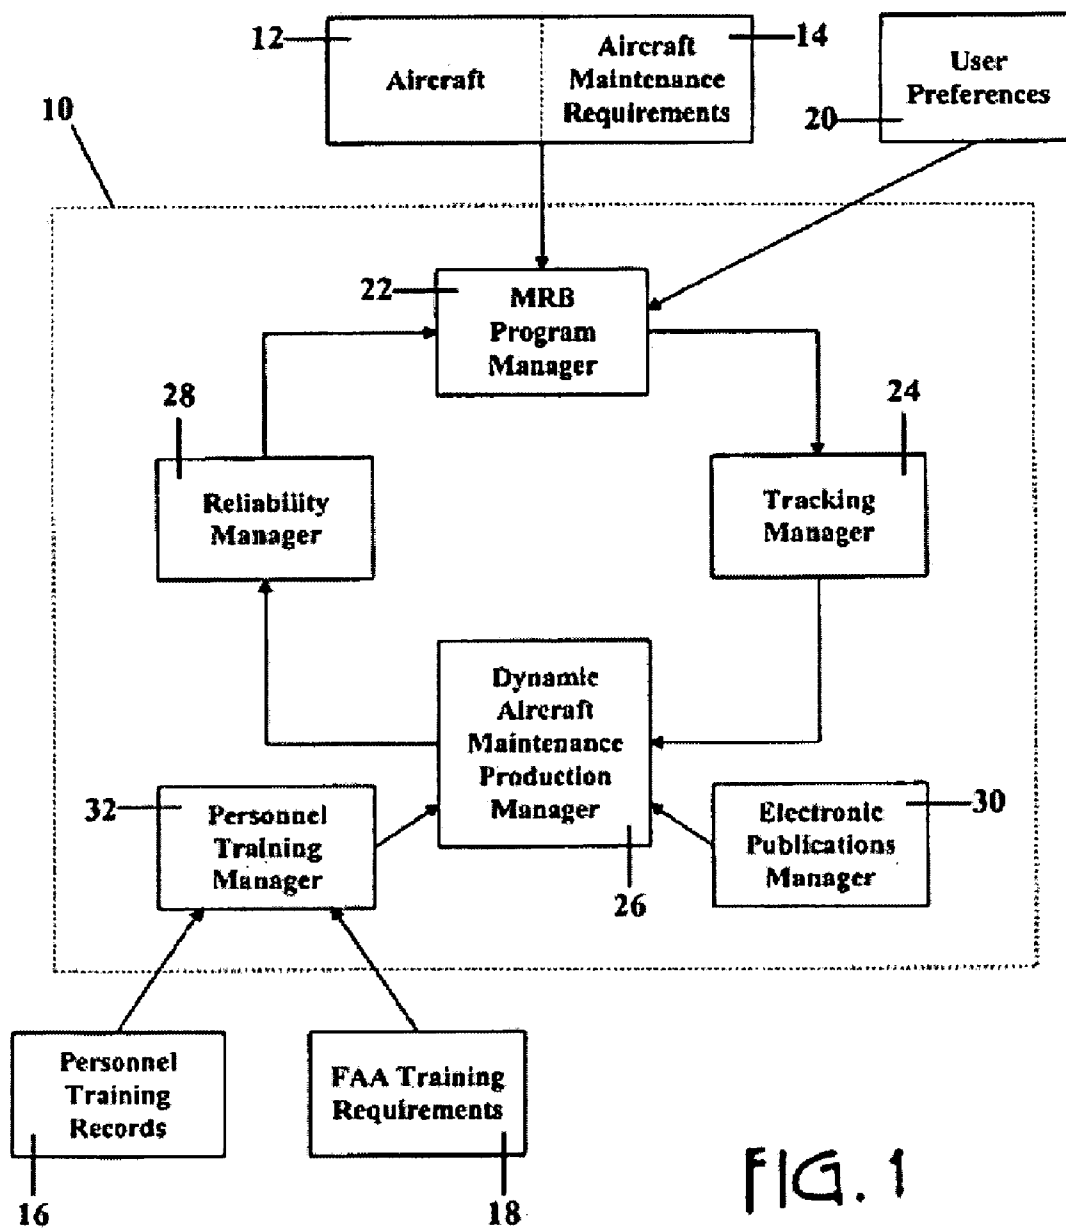 12
Aircraft
Aircraft
Maintenance
Requirements
14
User
Preferences
20
10
22
MRB
Program
Manager
28
Reliability
Manager
24
Tracking
Manager
Dynamic
Aircraft
Maintenance
Production
Manager
26
32
Personnel
Training
Manager
Electronic
Publications
Manager
30
Personnel
Training
Records
16
FAA Training
Requirements
18
FIG. 1